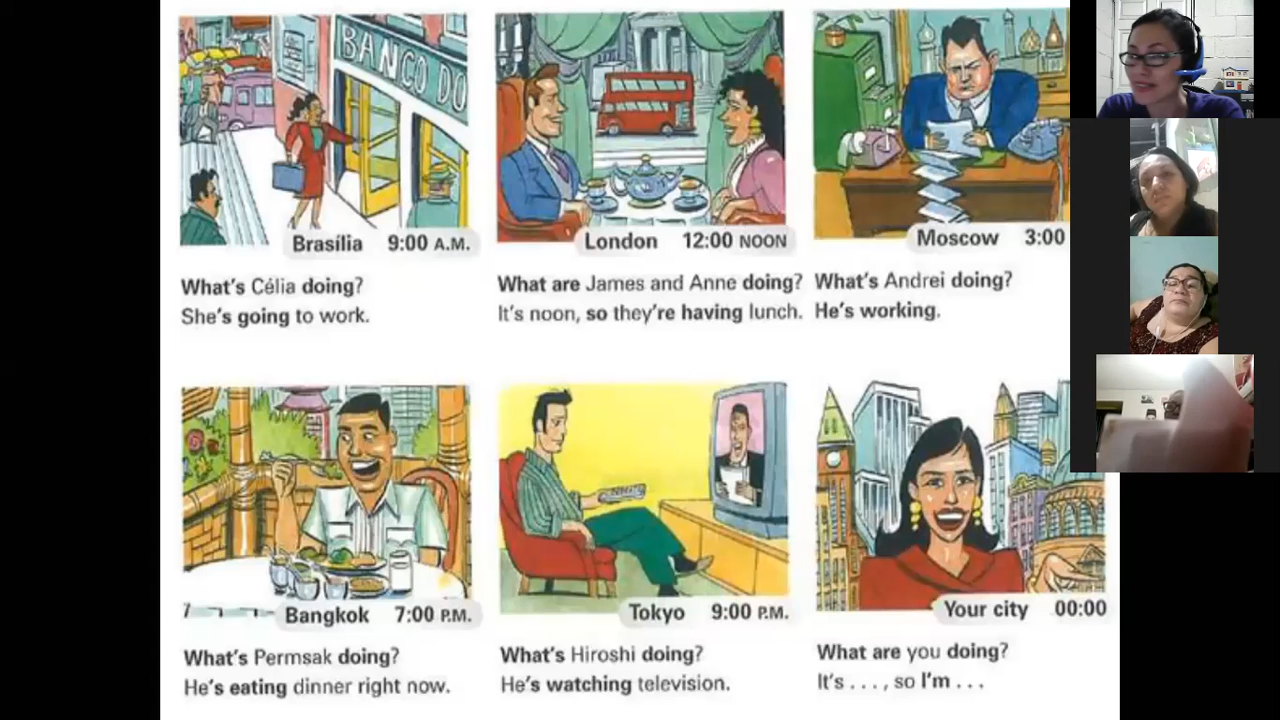 BANCO DO
Brasília 9:00 A.M.
What's Célia doing?
She's going to work.
London 12:00 NOON
What are James and Anne doing?
It's noon, so they're having lunch.
Moscow 3:00
What's Andrei doing?
He's working.
Bangkok 7:00 P.M.
What's Permsak doing?
He's eating dinner right now.
Tokyo 9:00 P.M.
What's Hiroshi doing?
He's watching television.
Your city 00:00
What are you doing?
It's . . . , so I'm . . .